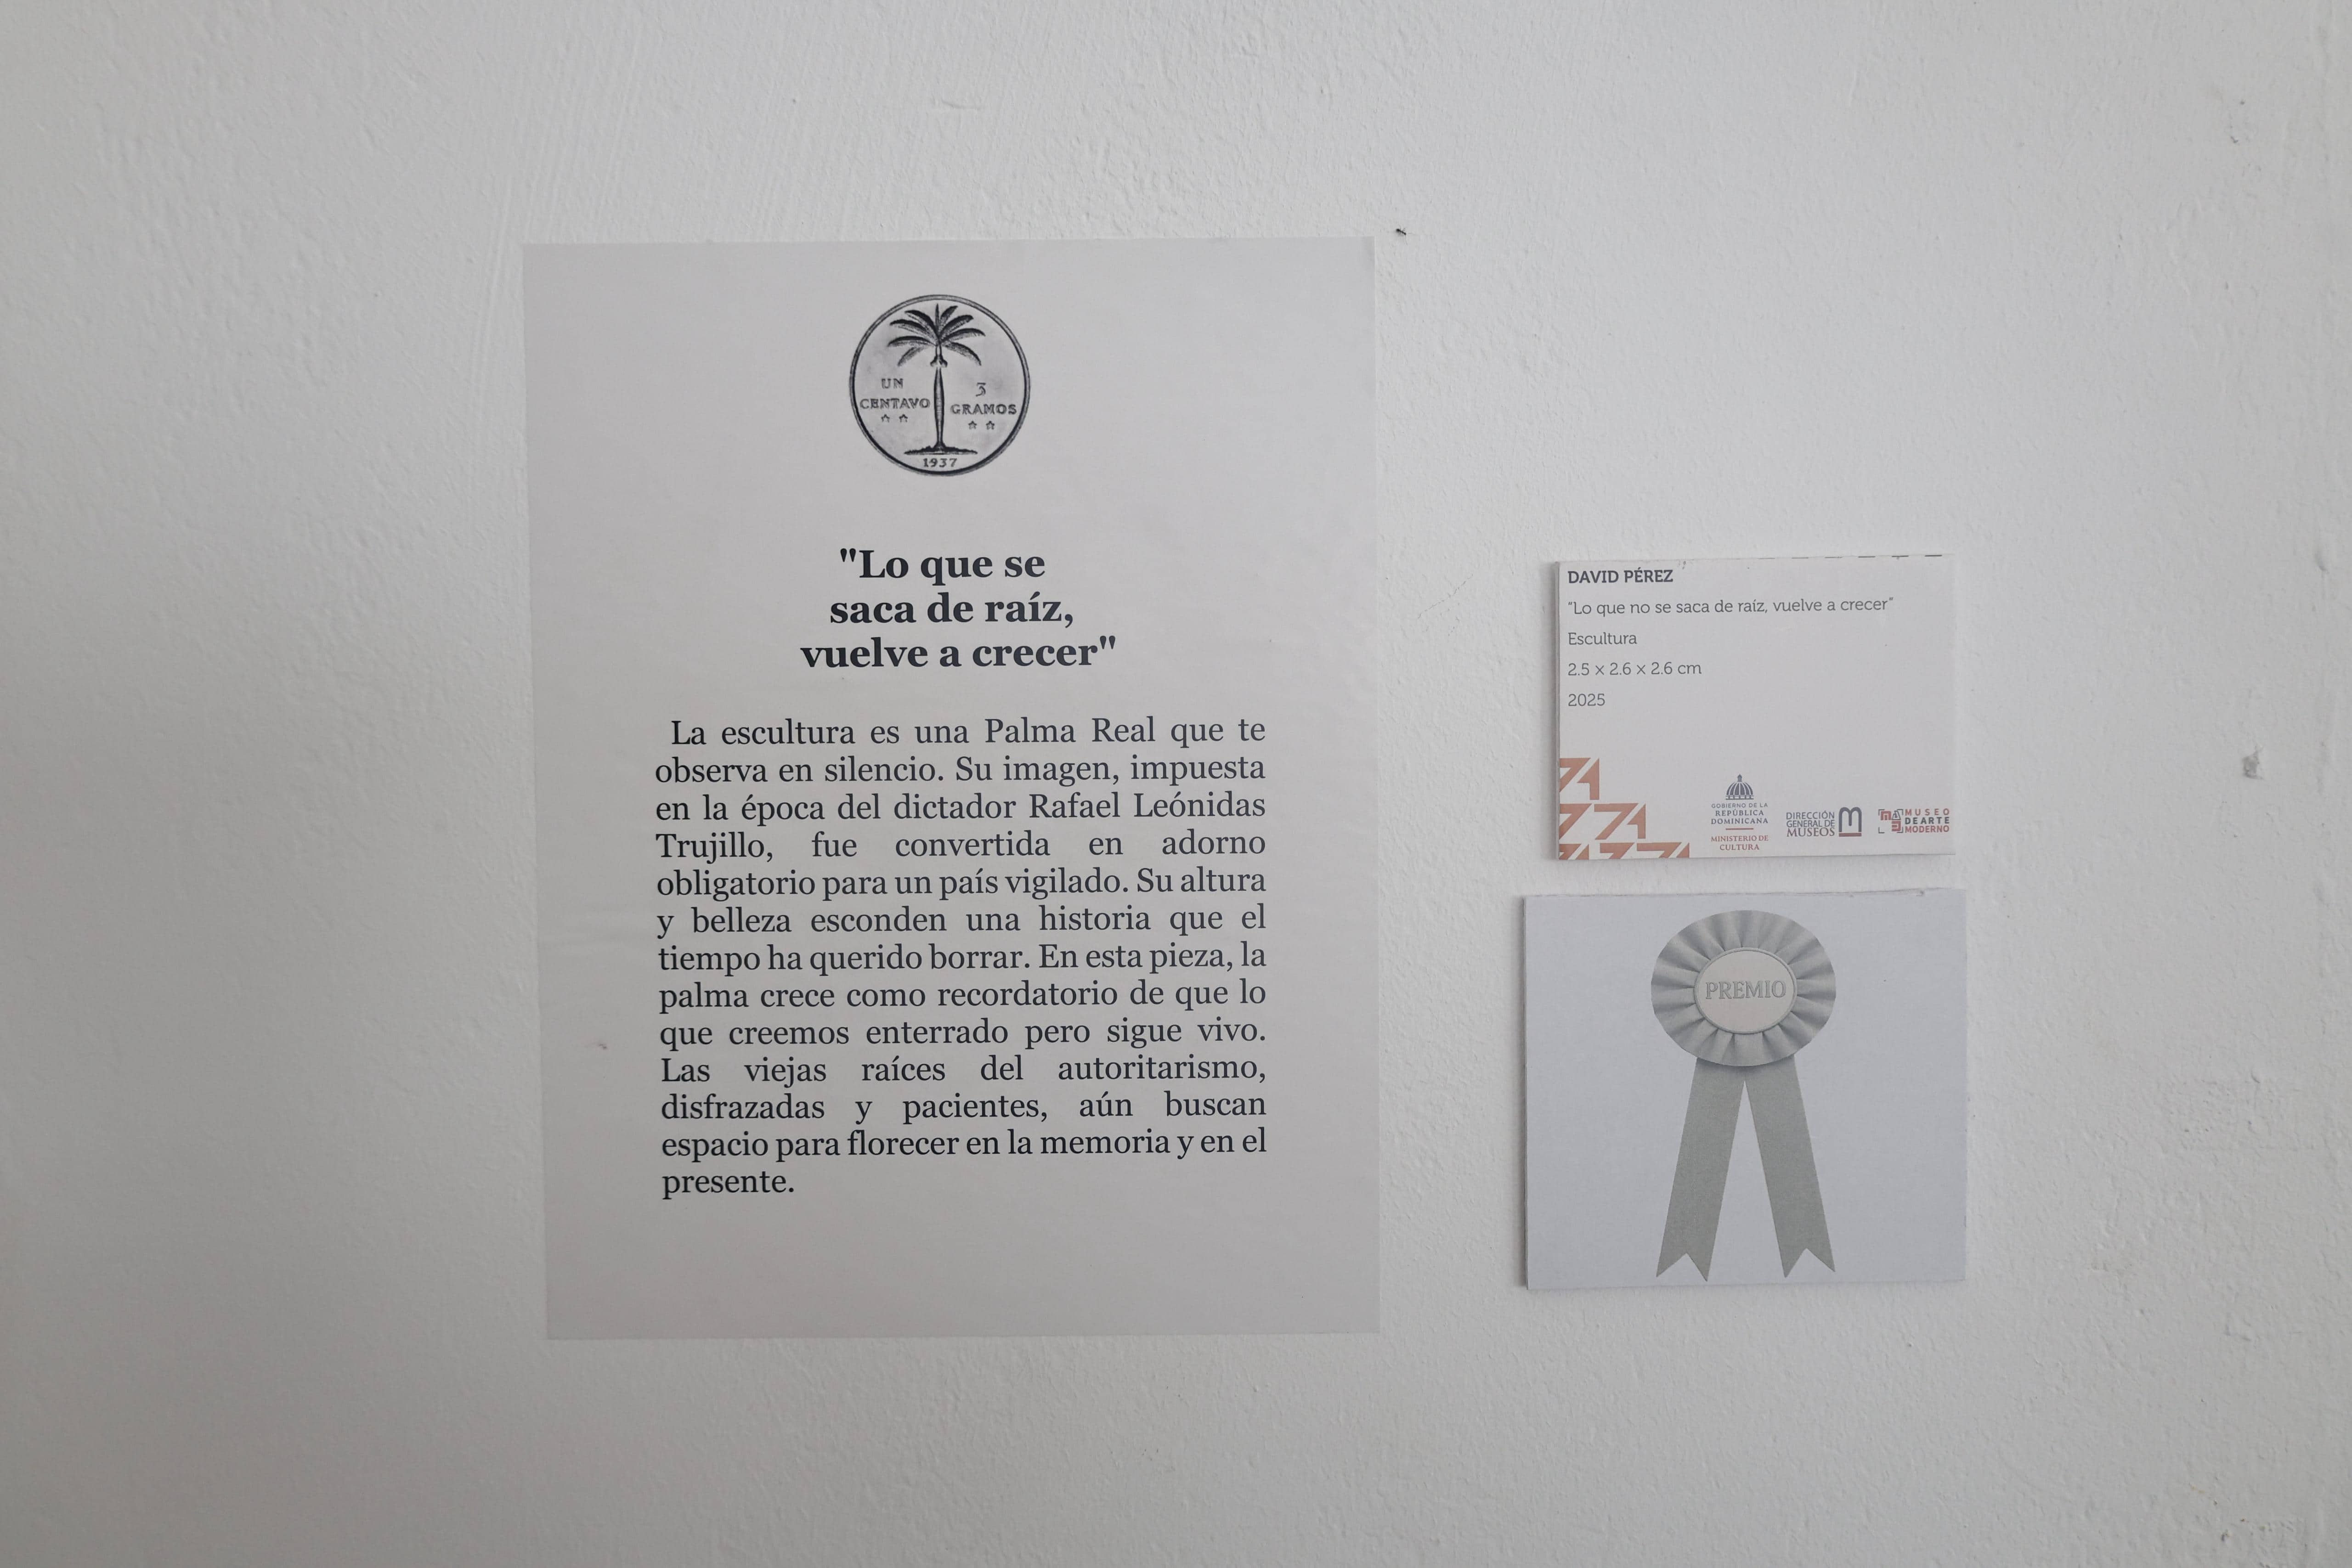 UN
CENTAVO
3
GRAMOS
1937
"Lo que se
saca de raíz,
vuelve a crecer"
La escultura es una Palma Real que te
observa en silencio. Su imagen, impuesta
en la época del dictador Rafael Leónidas
Trujillo, fue convertida en adorno
obligatorio para un país vigilado. Su altura
y belleza esconden una historia que el
tiempo ha querido borrar. En esta pieza, la
palma crece como recordatorio de que lo
que creemos enterrado pero sigue vivo.
Las viejas raíces del autoritarismo,
disfrazadas y pacientes, aún buscan
espacio para florecer en la memoria y en el
presente.
DAVID PÉREZ
"Lo que no se saca de raíz, vuelve a crecer"
Escultura
2.5 x 2.6 x 2.6 cm
2025
GOBIERNO DE LA
REPÚBLICA
DOMINICANA
MINISTERIO DE
CULTURA
DIRECCIÓN
GENERAL DE
MUSEOS
MUSEO
DE ARTE
MODERNO
PREMIO